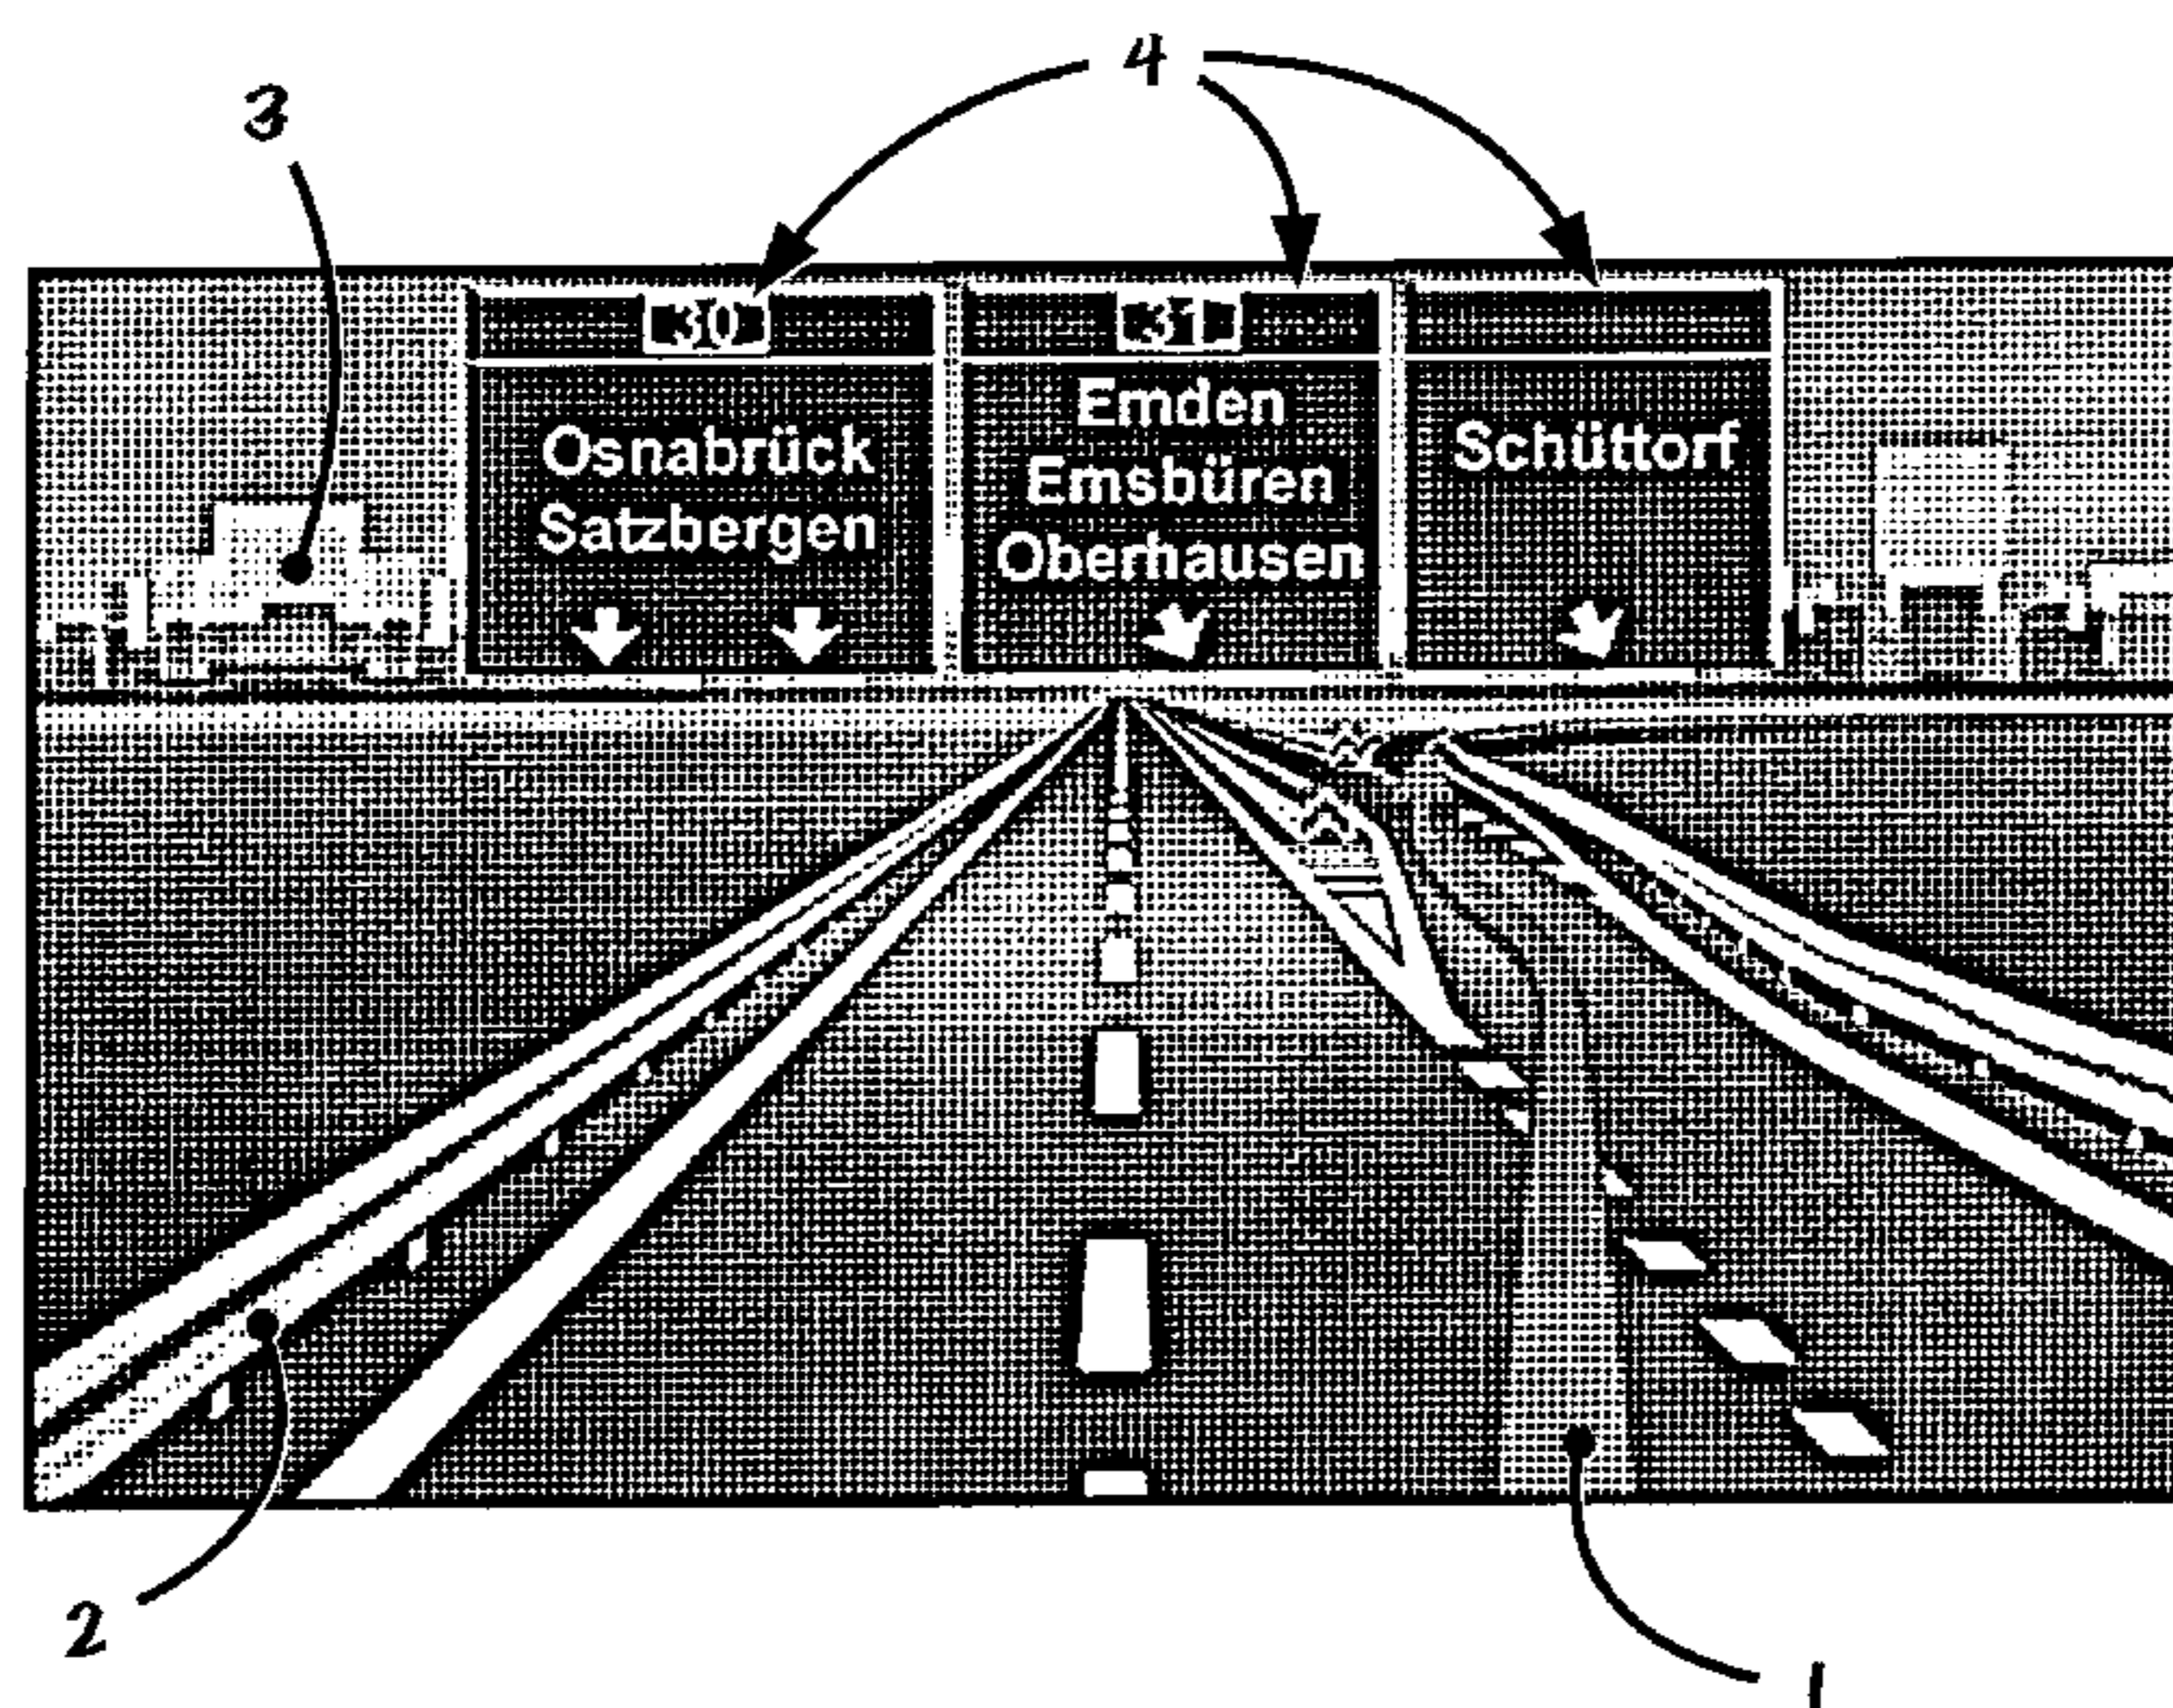 4
3
30
31
Osnabrück
Satzbergen
Emden
Emsbüren
Oberhausen
Schüttorf
2
1